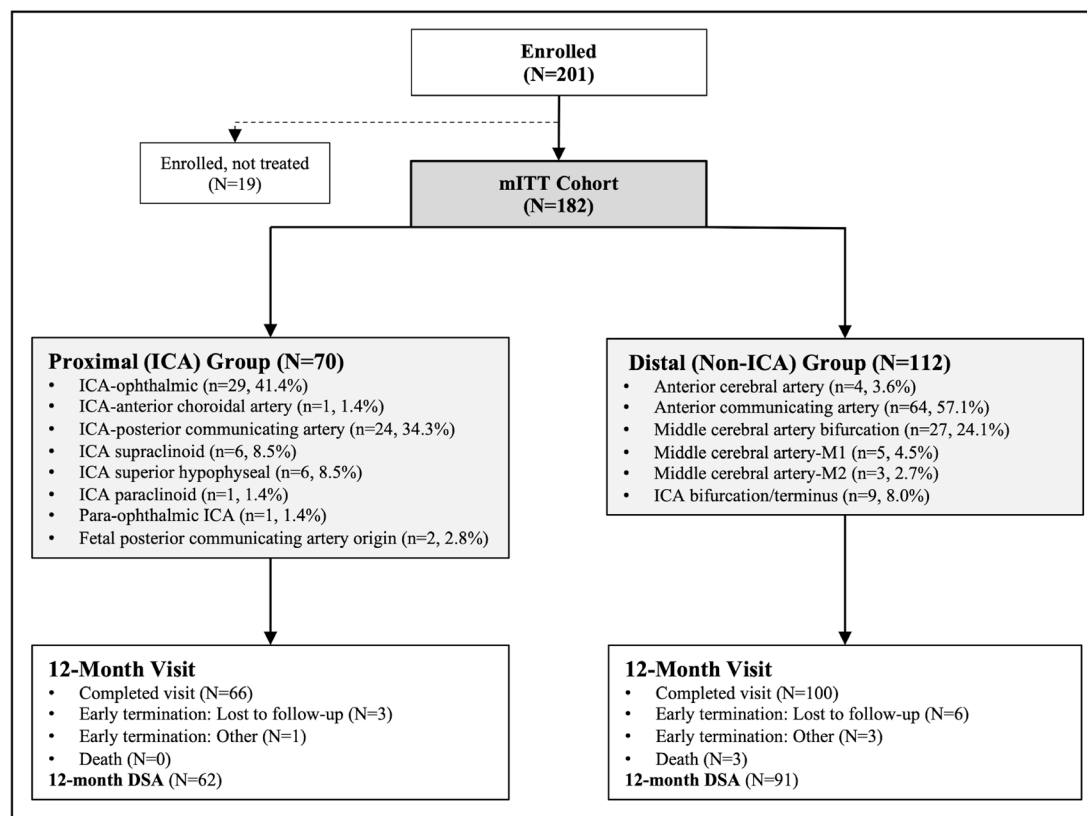 Enrolled
(N=201)
Enrolled, not treated
(N=19)
mITT Cohort
(N=182)
Proximal (ICA) Group (N=70)
• ICA-ophthalmic (n=29, 41.4%)
• ICA-anterior choroidal artery (n=1, 1.4%)
• ICA-posterior communicating artery (n=24, 34.3%)
• ICA supraclinoid (n=6, 8.5%)
• ICA superior hypophyseal (n=6, 8.5%)
• ICA paraclinoid (n=1, 1.4%)
• Para-ophthalmic ICA (n=1, 1.4%)
• Fetal posterior communicating artery origin (n=2, 2.8%)
Distal (Non-ICA) Group (N=112)
• Anterior cerebral artery (n=4, 3.6%)
• Anterior communicating artery (n=64, 57.1%)
• Middle cerebral artery bifurcation (n=27, 24.1%)
• Middle cerebral artery-M1 (n=5, 4.5%)
• Middle cerebral artery-M2 (n=3, 2.7%)
• ICA bifurcation/terminus (n=9, 8.0%)
12-Month Visit
• Completed visit (N=66)
• Early termination: Lost to follow-up (N=3)
• Early termination: Other (N=1)
• Death (N=0)
12-month DSA (N=62)
12-Month Visit
• Completed visit (N=100)
• Early termination: Lost to follow-up (N=6)
• Early termination: Other (N=3)
• Death (N=3)
12-month DSA (N=91)